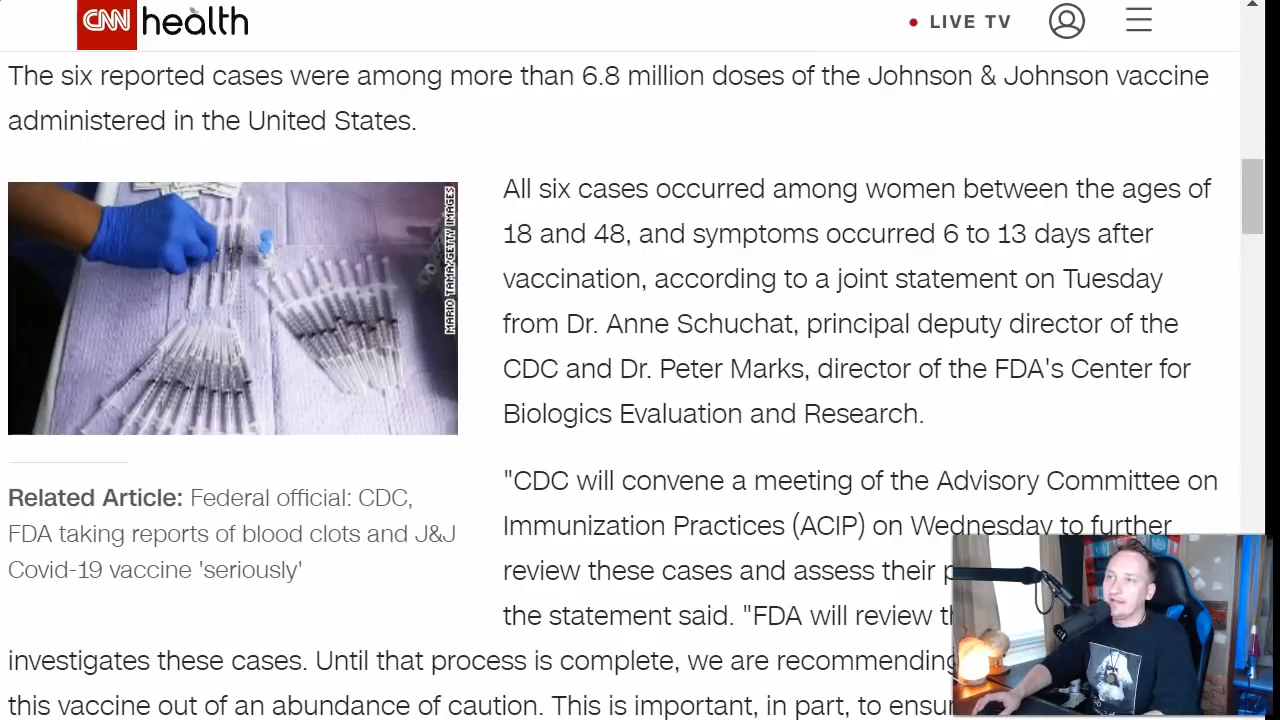 CNN health
LIVE TV
The six reported cases were among more than 6.8 million doses of the Johnson & Johnson vaccine
administered in the United States.
MARIO TAMA/GETTY IMAGES
All six cases occurred among women between the ages of
18 and 48, and symptoms occurred 6 to 13 days after
vaccination, according to a joint statement on Tuesday
from Dr. Anne Schuchat, principal deputy director of the
CDC and Dr. Peter Marks, director of the FDA's Center for
Biologics Evaluation and Research.
Related Article: Federal official: CDC,
FDA taking reports of blood clots and J&J
Covid-19 vaccine 'seriously'
"CDC will convene a meeting of the Advisory Committee on
Immunization Practices (ACIP) on Wednesday to further
review these cases and assess their
the statement said. "FDA will review
investigates these cases. Until that process is complete, we are recommending
this vaccine out of an abundance of caution. This is important, in part, to